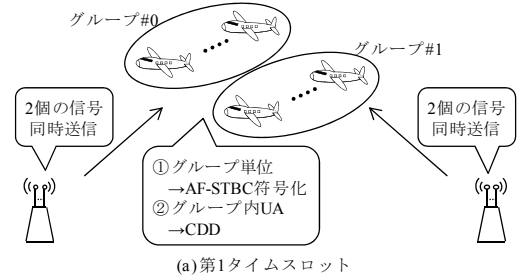 グループ#0
グループ#1
2個の信号
同時送信
2個の信号
同時送信
①グループ単位
→AF-STBC符号化
②グループ内UA
→CDD
(a)第1タイムスロット